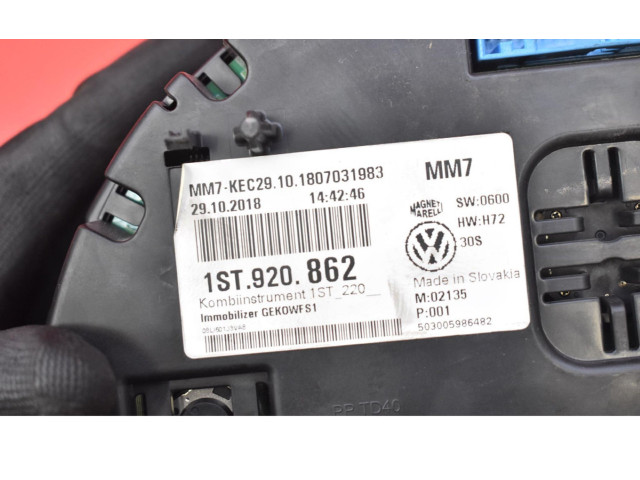 MM7-KEC29.10.1807031983
MM7
29.10.2018 14:42:46
MAGNETI MARELLI
SW:0600
HW:H72
30S
1ST.920.862
Made in Slovakia
Kombiinstrument 1ST_220__
M:02135
Immobilizer GEKOWFS1
P:001
503005986482